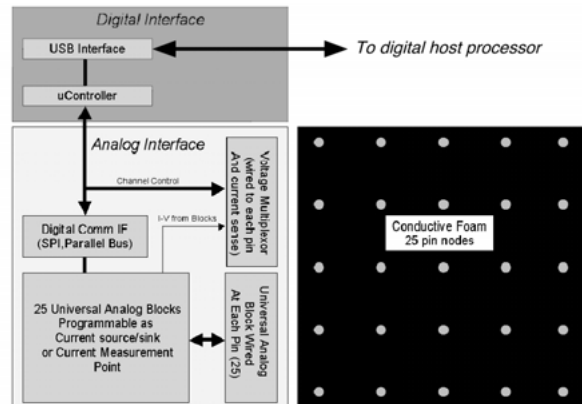 Digital Interface
USB Interface
To digital host processor
uController
Analog Interface
Channel Control
Voltage Multiplexor
(wired to each pin
And current sense)
I-V from Blocks
Digital Comm IF
(SPI,Parallel Bus)
25 Universal Analog Blocks
Programmable as
Current source/sink
or Current Measurement
Point
Universal Analog
Block Wired
At Each Pin (25)
Conductive Foam
25 pin nodes